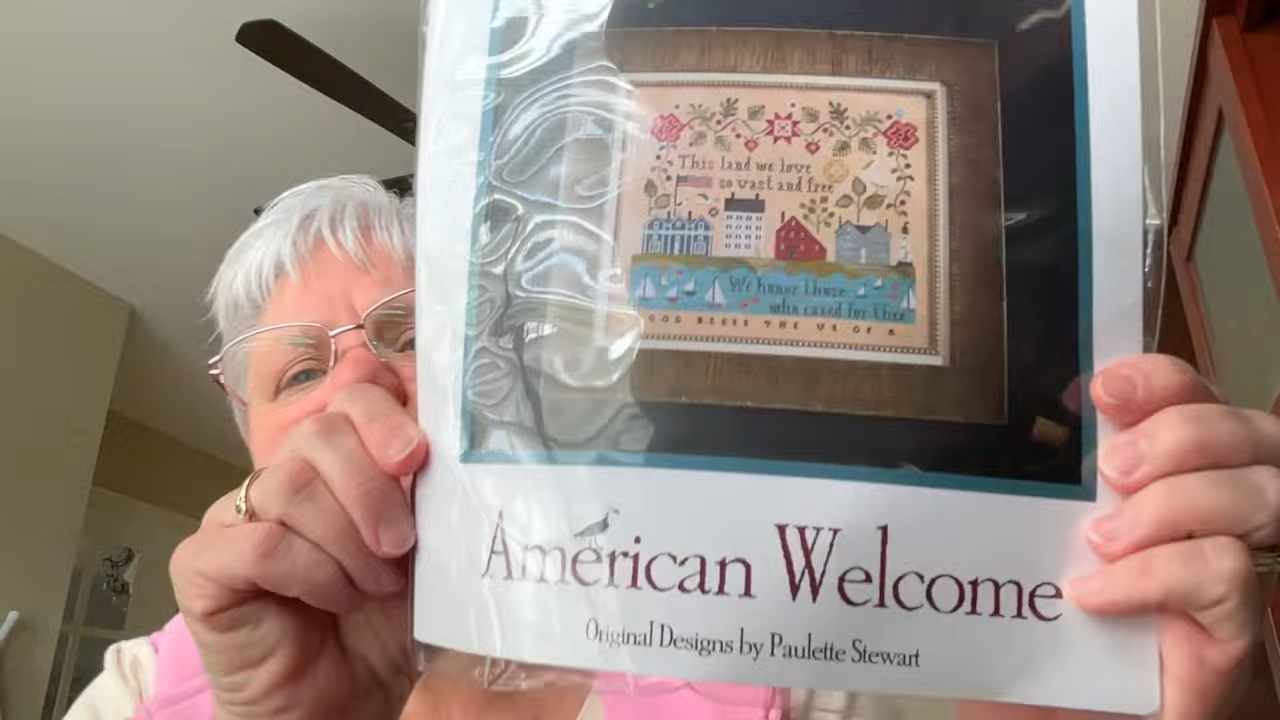 This land we love
so vast and free
We honor those
who cared for thee
GOD BLESS THE US OF A
American Welcome
Original Designs by Paulette Stewart